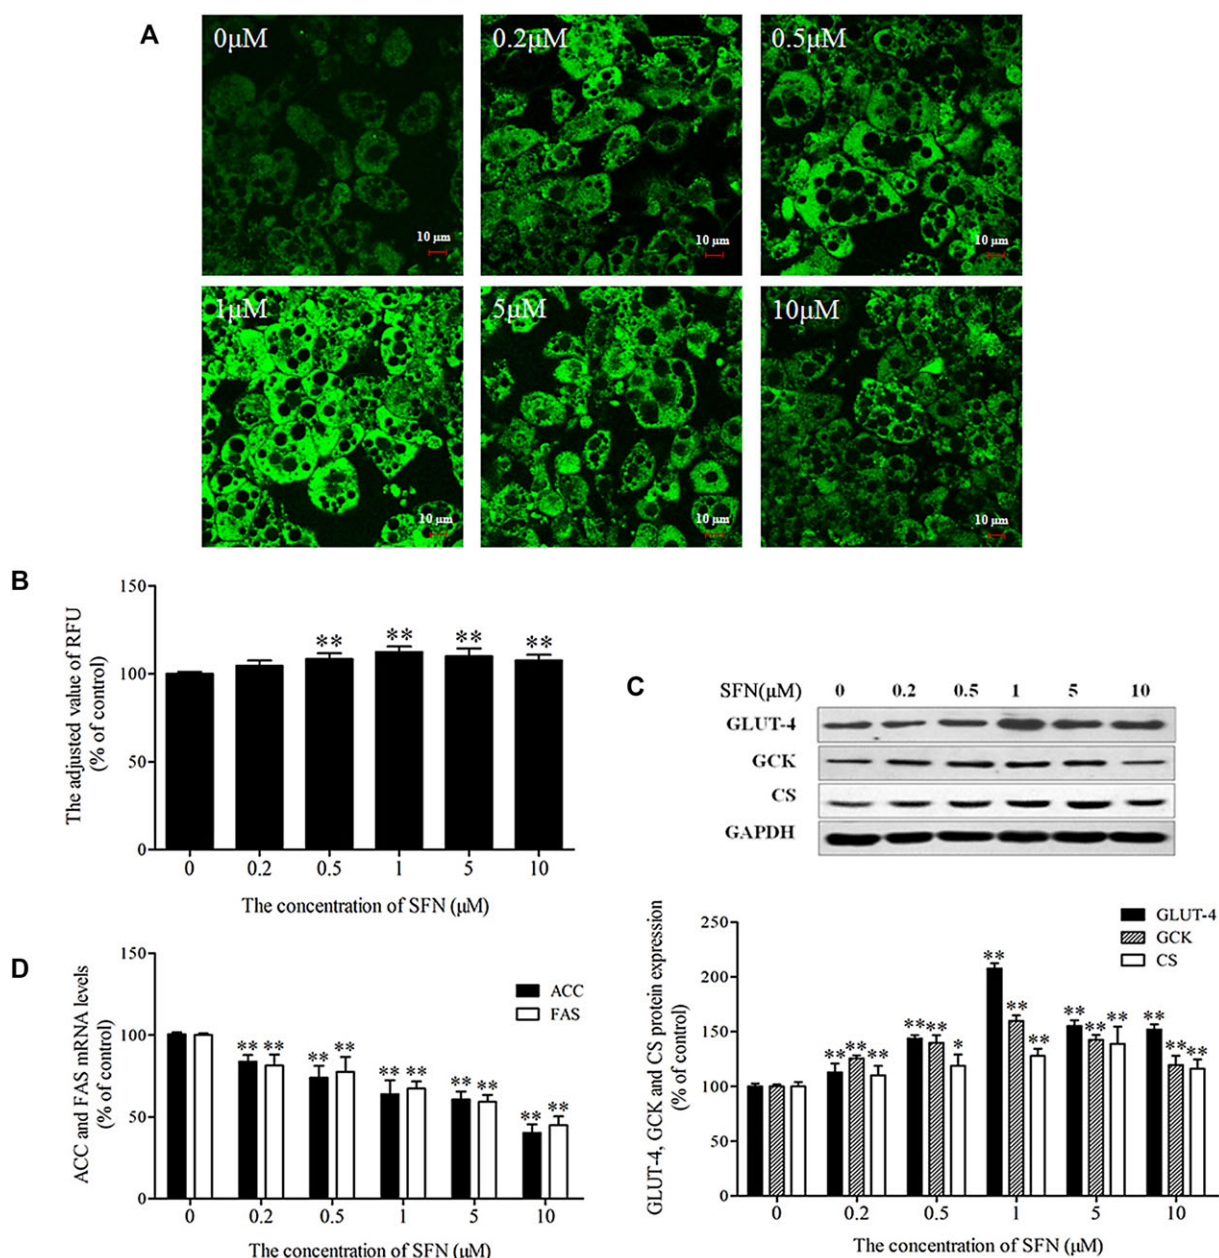 A
0μM
0.2μM
0.5μM
10 μm
10 μm
10 μm
1μM
5μM
10μM
10 μm
10 μm
10 μm
B
The adjusted value of RFU
(% of control)
150
100
50
0
** ** ** **
0 0.2 0.5 1 5 10
The concentration of SFN (μM)
C
SFN(μM) 0 0.2 0.5 1 5 10
GLUT-4
GCK
CS
GAPDH
GLUT-4, GCK and CS protein expression
(% of control)
250
200
150
100
50
0
GLUT-4
GCK
CS
** ** **
** ** *
** ** **
** ** **
** ** **
0 0.2 0.5 1 5 10
The concentration of SFN (μM)
D
ACC and FAS mRNA levels
(% of control)
150
100
50
0
ACC
FAS
** **
** **
** **
** **
** **
0 0.2 0.5 1 5 10
The concentration of SFN (μM)